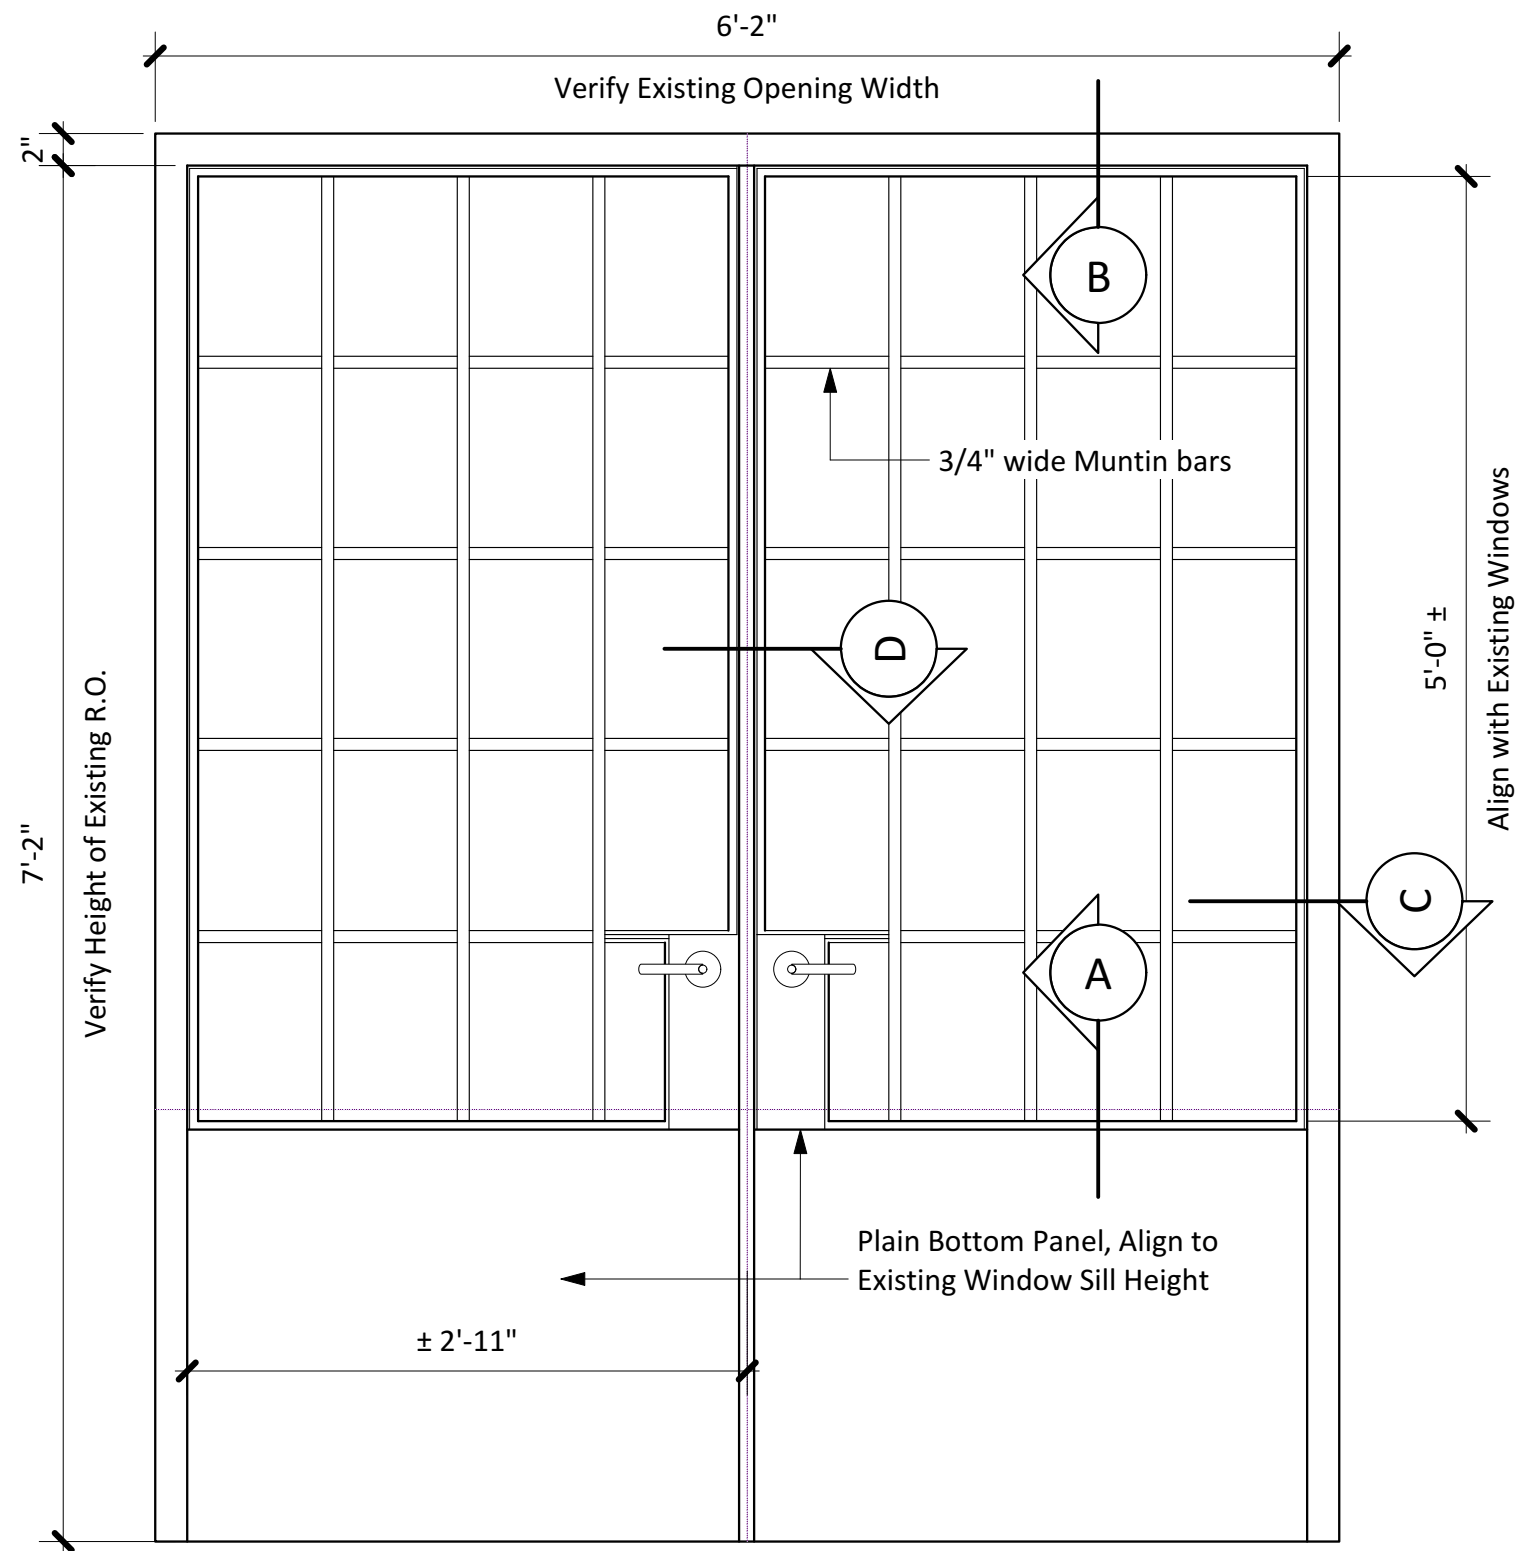 6'-2"
Verify Existing Opening Width
2"
B
3/4" wide Muntin bars
D
5'-0" ±
Align with Existing Windows
7'-2"
Verify Height of Existing R.O.
C
A
Plain Bottom Panel, Align to
Existing Window Sill Height
± 2'-11"